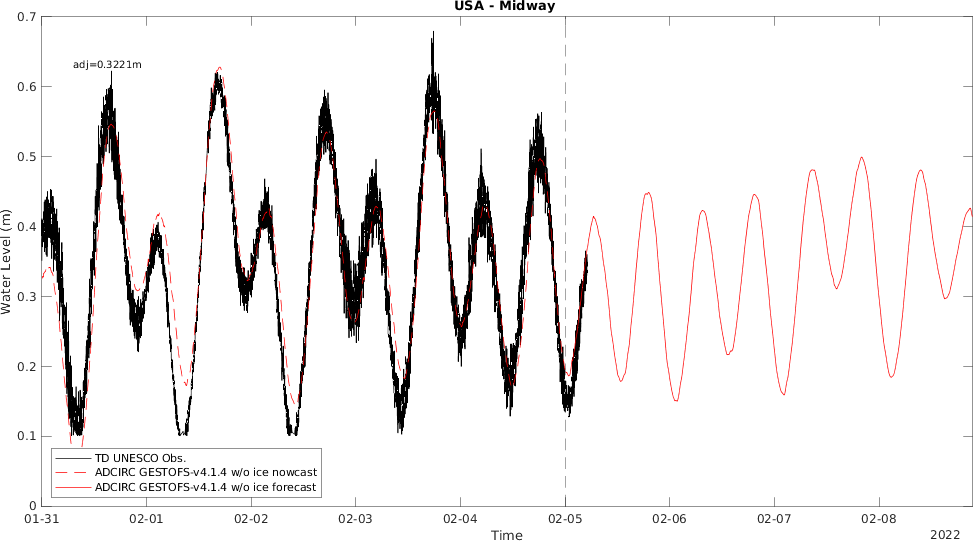 USA - Midway
adj=0.3221m
0.7
0.6
0.5
0.4
0.3
0.2
0.1
0
Water Level (m)
TD UNESCO Obs.
ADCIRC GESTOFS-v4.1.4 w/o ice nowcast
ADCIRC GESTOFS-v4.1.4 w/o ice forecast
01-31 02-01 02-02 02-03 02-04 02-05 02-06 02-07 02-08
Time
2022